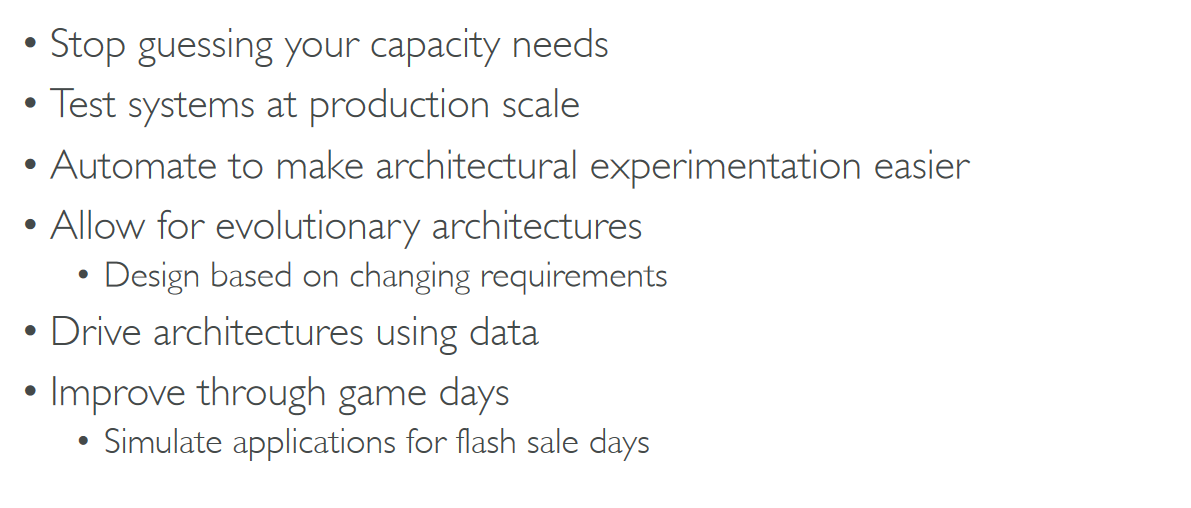 • Stop guessing your capacity needs
• Test systems at production scale
• Automate to make architectural experimentation easier
• Allow for evolutionary architectures
• Design based on changing requirements
• Drive architectures using data
• Improve through game days
• Simulate applications for flash sale days